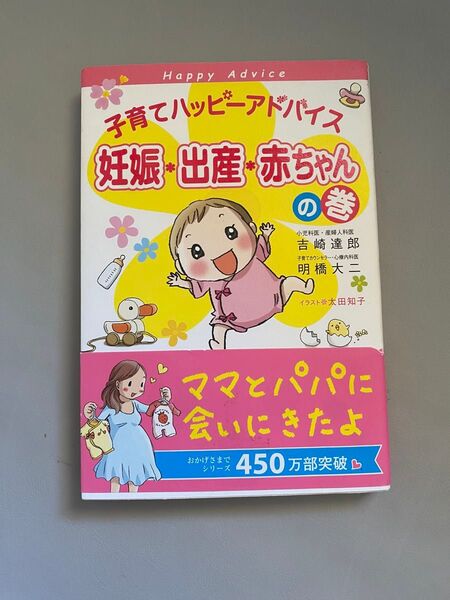 Happy Advice
子育てハッピーアドバイス
妊娠*出産*赤ちゃん
の巻
小児科医・産婦人科医
吉崎達郎
子育てカウンセラー・心療内科医
明橋大二
イラスト*太田知子
ママとパパに
会いにきたよ
おかげさまで
シリーズ
450万部突破